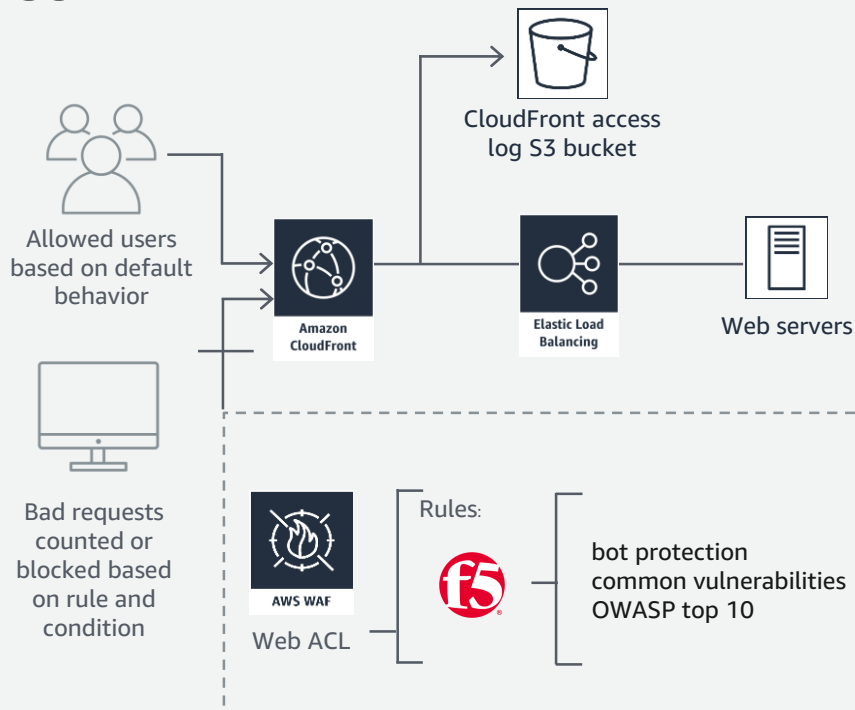 CloudFront access
log S3 bucket
Allowed users
based on default
behavior
Amazon
CloudFront
Elastic Load
Balancing
Web servers
Bad requests
counted or
blocked based
on rule and
condition
AWS WAF
Web ACL
Rules:
f5
bot protection
common vulnerabilities
OWASP top 10